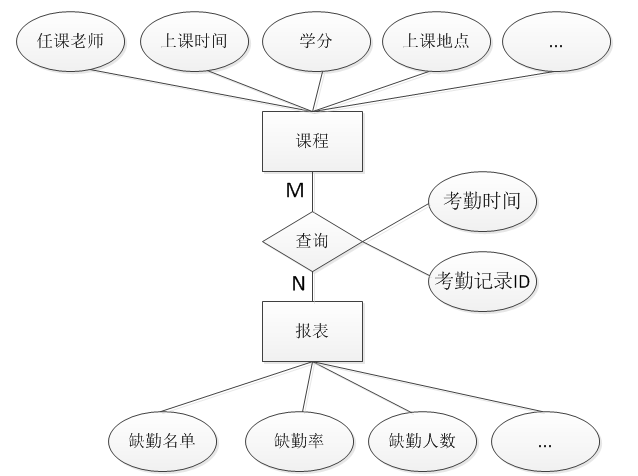 任课老师
上课时间
学分
上课地点
...
课程
M
考勤时间
查询
考勤记录ID
N
报表
缺勤名单
缺勤率
缺勤人数
...